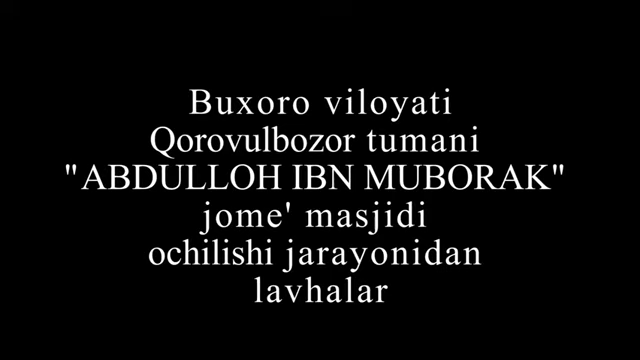 Buxoro viloyati
Qorovulbozor tumani
"ABDULLOH IBN MUBORAK"
jome' masjidi
ochilishi jarayonidan
lavhalar